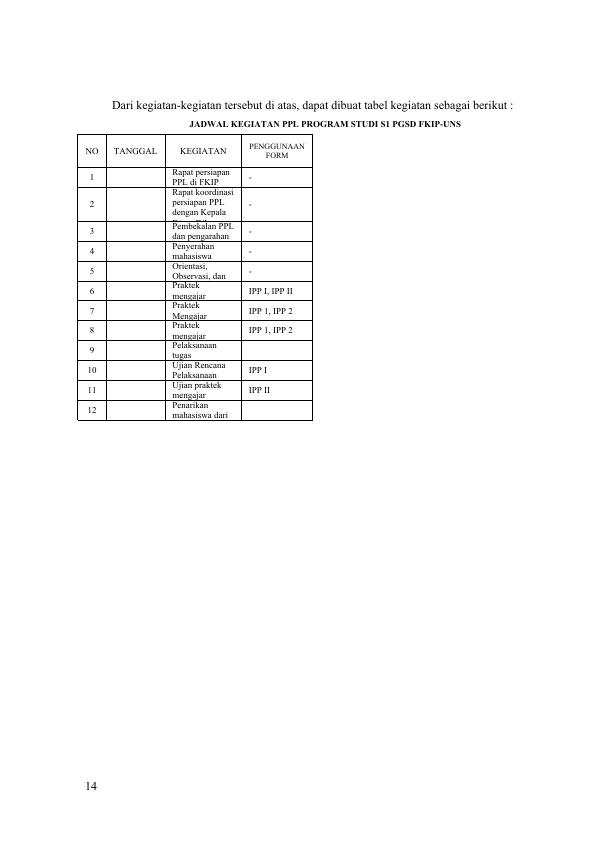 Dari kegiatan-kegiatan tersebut di atas, dapat dibuat tabel kegiatan sebagai berikut :
JADWAL KEGIATAN PPL PROGRAM STUDI S1 PGSD FKIP-UNS
NO TANGGAL KEGIATAN PENGGUNAAN
FORM
1 Rapat persiapan
PPL di FKIP -
2 Rapat koordinasi
persiapan PPL
dengan Kepala -
3 Pembekalan PPL
dan pengarahan -
4 Penyerahan
mahasiswa -
5 Orientasi,
Observasi, dan -
6 Praktek
mengajar IPP I, IPP II
7 Praktek
Mengajar IPP 1, IPP 2
8 Praktek
mengajar IPP 1, IPP 2
9 Pelaksanaan
tugas
10 Ujian Rencana
Pelaksanaan IPP I
11 Ujian praktek
mengajar IPP II
12 Penarikan
mahasiswa dari
14